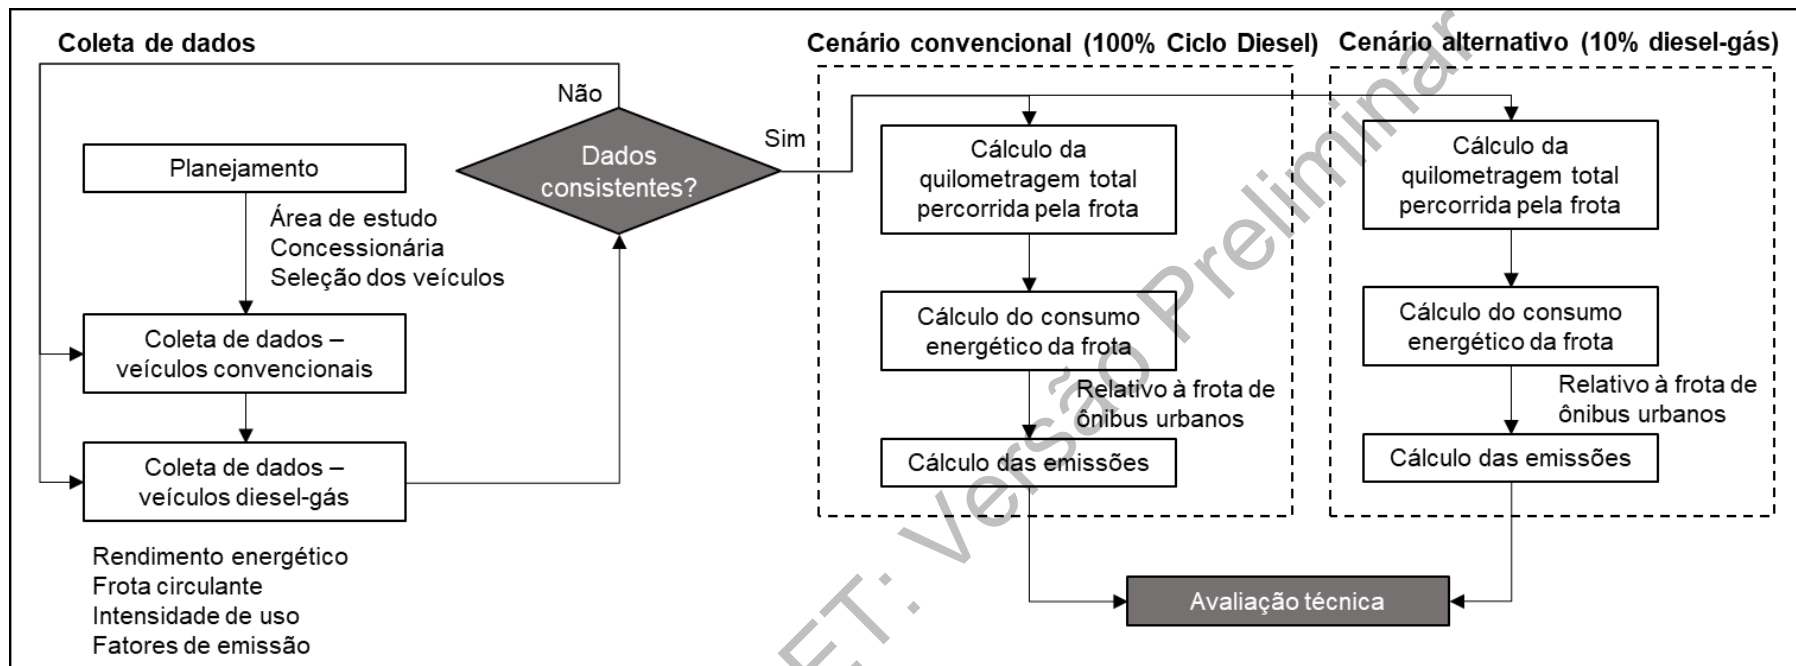 Coleta de dados
Não
Planejamento
Área de estudo
Concessionária
Seleção dos veículos
Coleta de dados –
veículos convencionais
Coleta de dados –
veículos diesel-gás
Rendimento energético
Frota circulante
Intensidade de uso
Fatores de emissão
Dados
consistentes?
Sim
Cenário convencional (100% Ciclo Diesel)
Cálculo da
quilometragem total
percorrida pela frota
Cálculo do consumo
energético da frota
Relativo à frota de
ônibus urbanos
Cálculo das emissões
Cenário alternativo (10% diesel-gás)
Cálculo da
quilometragem total
percorrida pela frota
Cálculo do consumo
energético da frota
Relativo à frota de
ônibus urbanos
Cálculo das emissões
Avaliação técnica
ET: Versão Preliminar